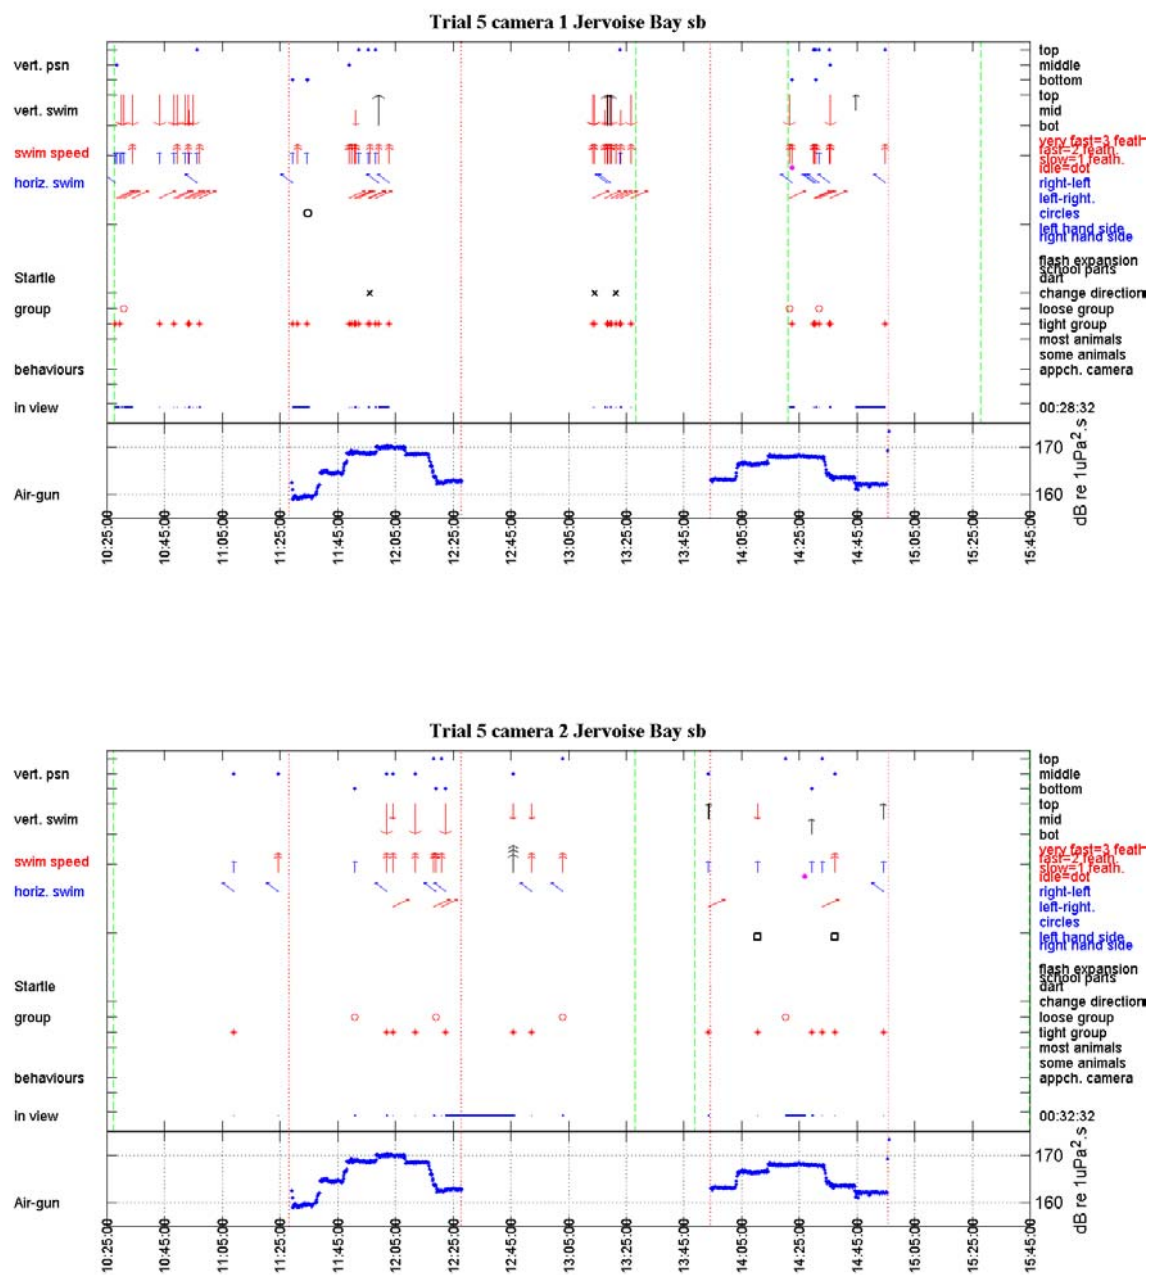 Trial 5 camera 1 Jervoise Bay sb
vert. psn
vert. swim
swim speed
horiz. swim
Startle
group
behaviours
in view
Air-gun
top
middle
bottom
top
mid
bot
very fast=3 feath
fast=2 feath.
slow=1 feath.
idle=dot
right-left
left-right.
circles
left hand side
right hand side
flash expansion
school parts
dart
change direction
loose group
tight group
most animals
some animals
appch. camera
00:28:32
170
160
dB re 1uPa².s
10:25:00 10:45:00 11:05:00 11:25:00 11:45:00 12:05:00 12:25:00 12:45:00 13:05:00 13:25:00 13:45:00 14:05:00 14:25:00 14:45:00 15:05:00 15:25:00 15:45:00
Trial 5 camera 2 Jervoise Bay sb
vert. psn
vert. swim
swim speed
horiz. swim
Startle
group
behaviours
in view
Air-gun
top
middle
bottom
top
mid
bot
very fast=3 feath
fast=2 feath.
slow=1 feath.
idle=dot
right-left
left-right.
circles
left hand side
right hand side
flash expansion
school parts
dart
change direction
loose group
tight group
most animals
some animals
appch. camera
00:32:32
170
160
dB re 1uPa².s
10:25:00 10:45:00 11:05:00 11:25:00 11:45:00 12:05:00 12:25:00 12:45:00 13:05:00 13:25:00 13:45:00 14:05:00 14:25:00 14:45:00 15:05:00 15:25:00 15:45:00